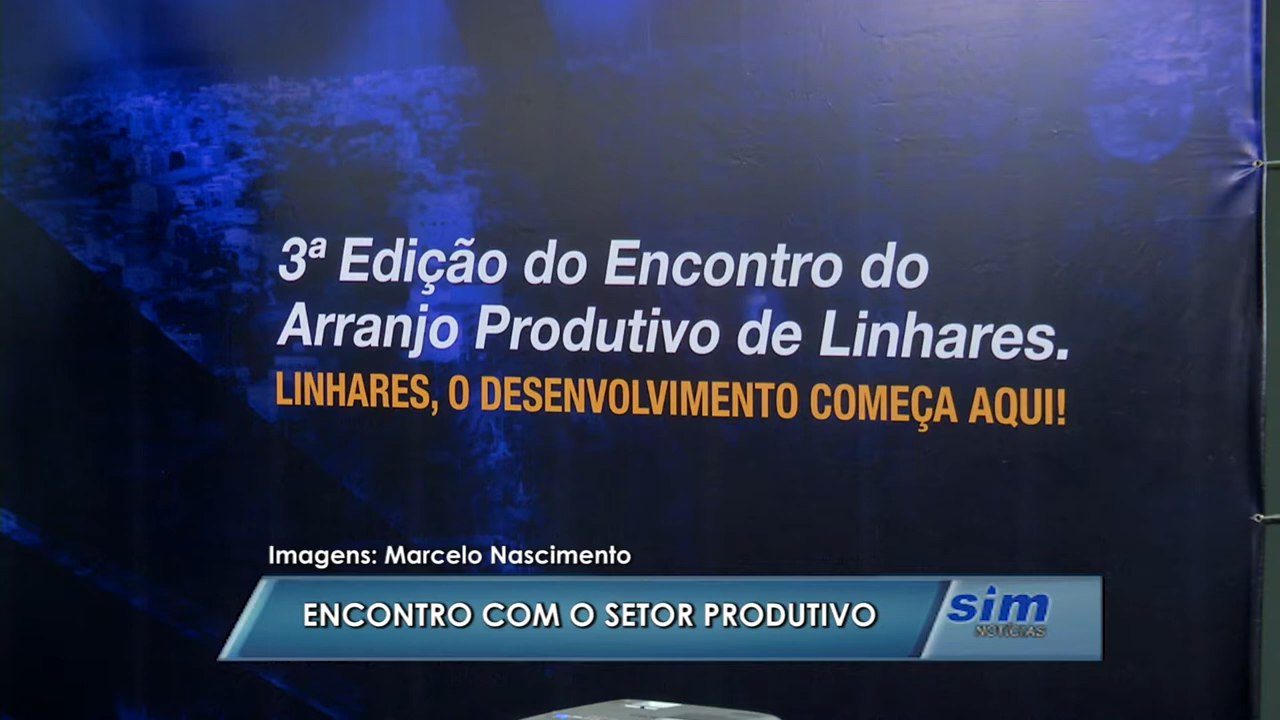 3ª Edição do Encontro do
Arranjo Produtivo de Linhares.
LINHARES, O DESENVOLVIMENTO COMEÇA AQUI!
Imagens: Marcelo Nascimento
ENCONTRO COM O SETOR PRODUTIVO
sim
NOTÍCIAS